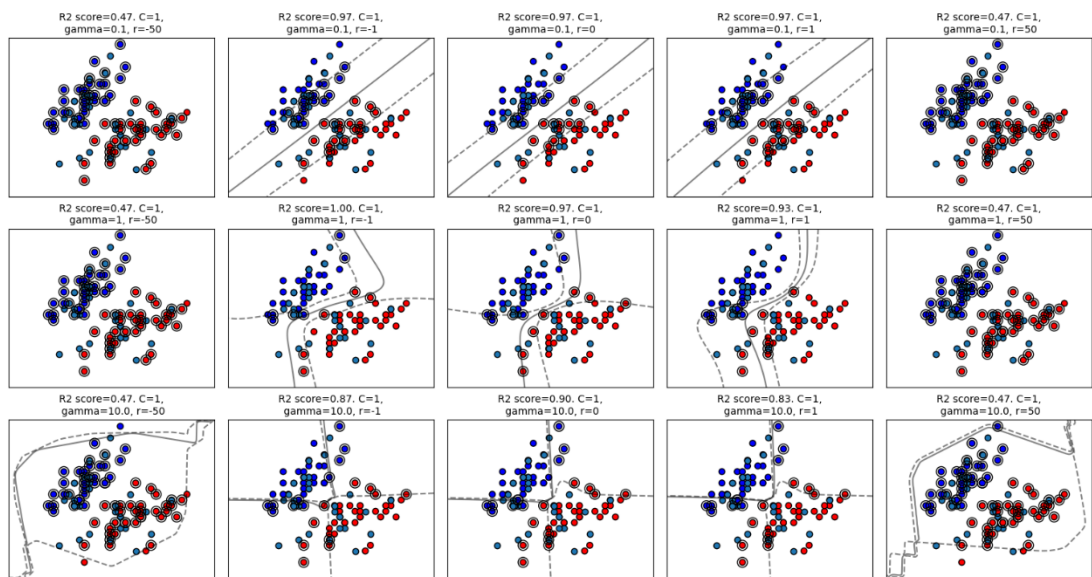 R2 score=0.47. C=1,
gamma=0.1, r=-50
R2 score=0.97. C=1,
gamma=0.1, r=-1
R2 score=0.97. C=1,
gamma=0.1, r=0
R2 score=0.97. C=1,
gamma=0.1, r=1
R2 score=0.47. C=1,
gamma=0.1, r=50
R2 score=0.47. C=1,
gamma=1, r=-50
R2 score=1.00. C=1,
gamma=1, r=-1
R2 score=0.97. C=1,
gamma=1, r=0
R2 score=0.93. C=1,
gamma=1, r=1
R2 score=0.47. C=1,
gamma=1, r=50
R2 score=0.47. C=1,
gamma=10.0, r=-50
R2 score=0.87. C=1,
gamma=10.0, r=-1
R2 score=0.90. C=1,
gamma=10.0, r=0
R2 score=0.83. C=1,
gamma=10.0, r=1
R2 score=0.47. C=1,
gamma=10.0, r=50